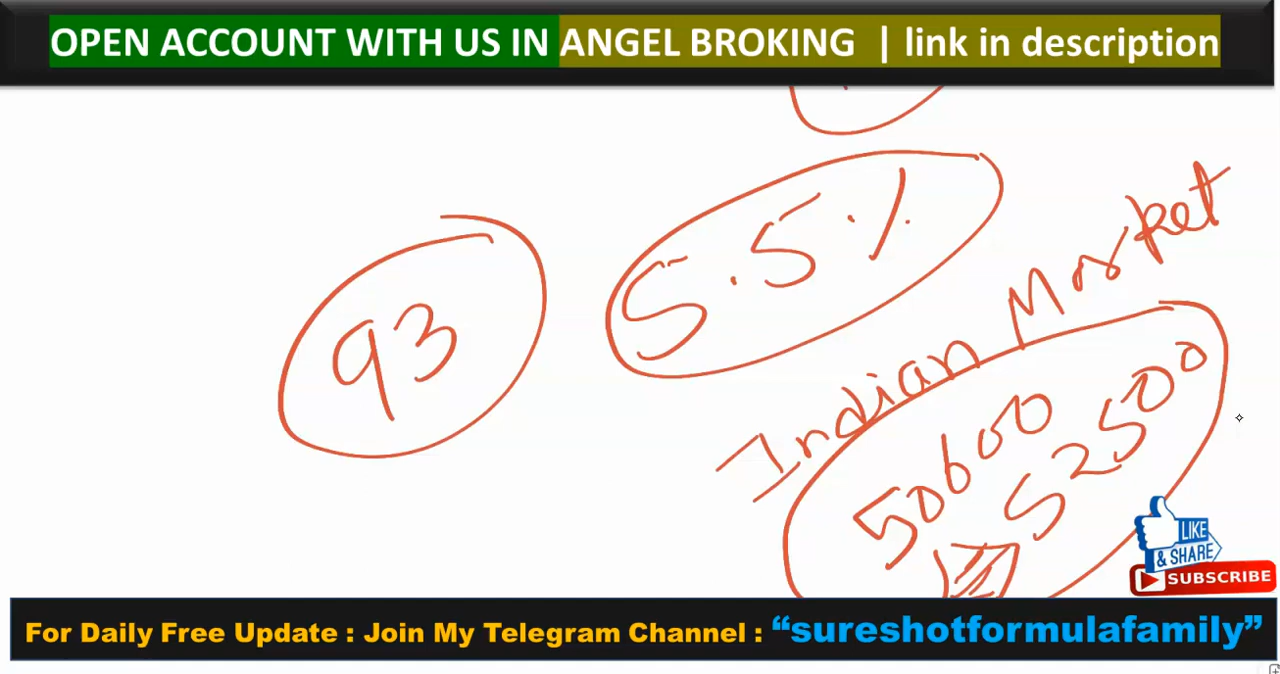 OPEN ACCOUNT WITH US IN ANGEL BROKING | link in description
5.5%
93
Indian Market
50600
52500
LIKE
& SHARE
SUBSCRIBE
For Daily Free Update : Join My Telegram Channel : “sureshotformulafamily”